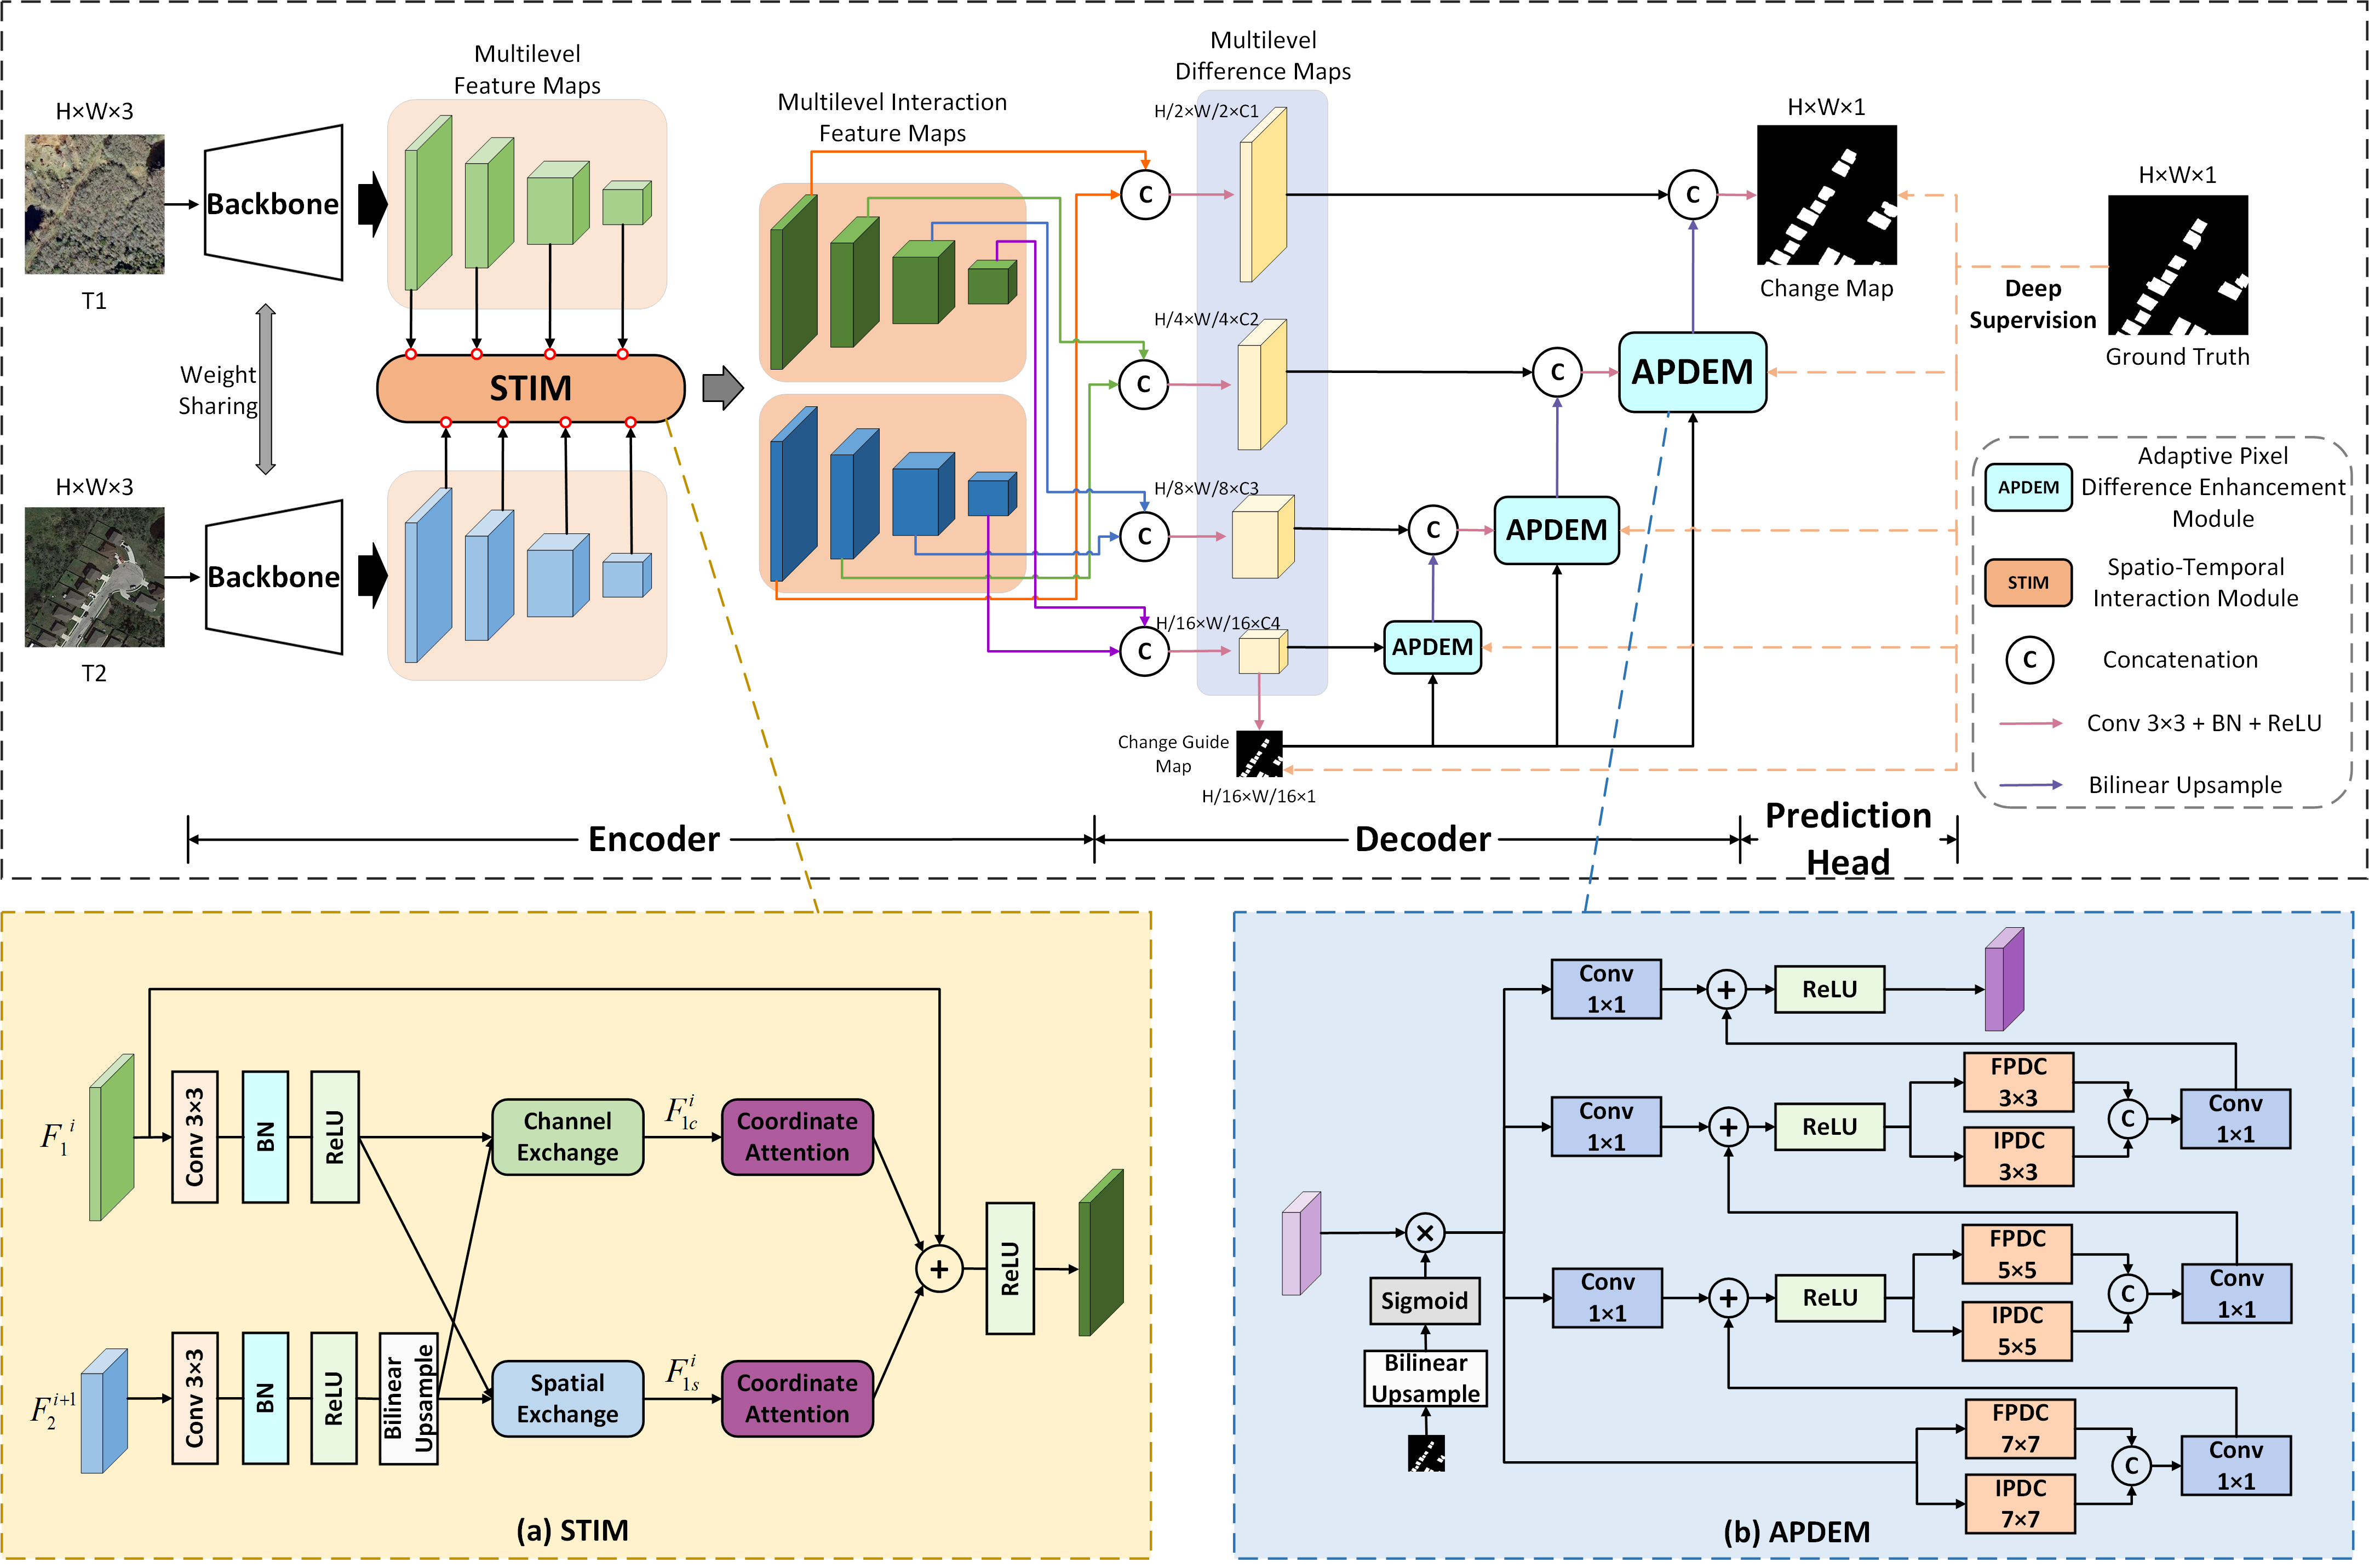 Multilevel
Feature Maps
H×W×3
Backbone
T1
Weight
Sharing
STIM
H×W×3
Backbone
T2
Multilevel Interaction
Feature Maps
Multilevel
Difference Maps
H/2×W/2×C1
C
C
H/4×W/4×C2
C
C
H/8×W/8×C3
C
C
H/16×W/16×C4
C
APDEM
APDEM
APDEM
Change Guide
Map
H/16×W/16×1
H×W×1
Change Map
H×W×1
Deep
Supervision
Ground Truth
APDEM
Adaptive Pixel
Difference Enhancement
Module
STIM
Spatio-Temporal
Interaction Module
C
Concatenation
Conv 3×3 + BN + ReLU
Bilinear Upsample
Encoder
Decoder
Prediction
Head
F₁ⁱ
Conv 3×3
BN
ReLU
Channel
Exchange
F₁cⁱ
Coordinate
Attention
+
ReLU
F₂ⁱ⁺¹
Conv 3×3
BN
ReLU
Bilinear
Upsample
Spatial
Exchange
F₁sⁱ
Coordinate
Attention
(a) STIM
Conv
1×1
+
ReLU
Conv
1×1
+
ReLU
FPDC
3×3
IPDC
3×3
C
Conv
1×1
×
Sigmoid
Bilinear
Upsample
Conv
1×1
+
ReLU
FPDC
5×5
IPDC
5×5
C
Conv
1×1
FPDC
7×7
IPDC
7×7
C
Conv
1×1
(b) APDEM